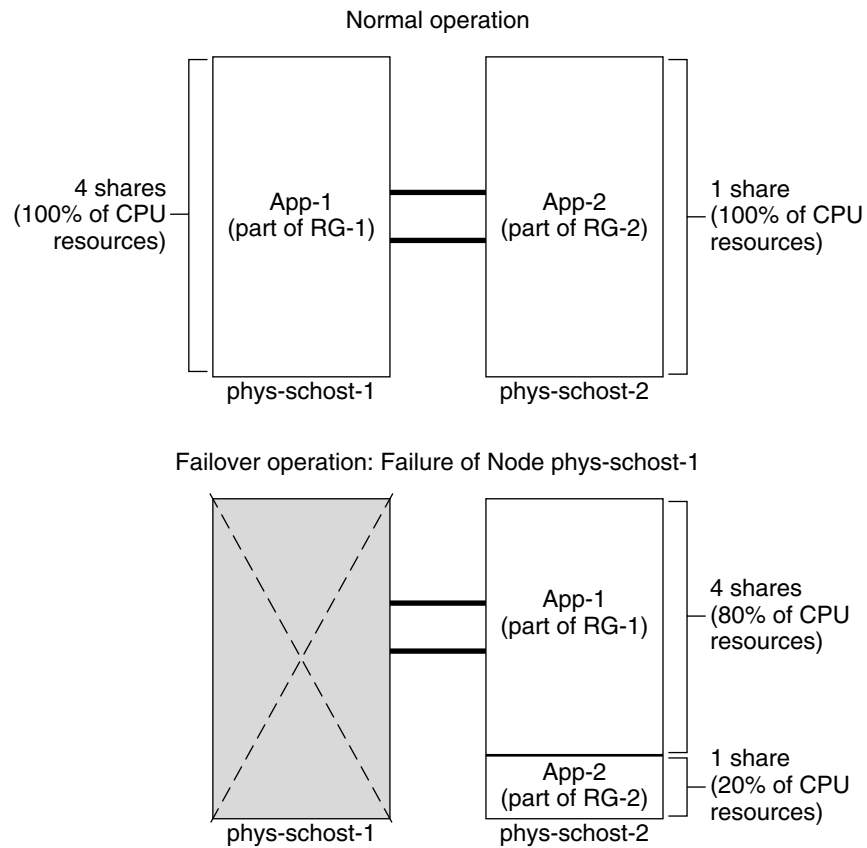 Normal operation
4 shares
(100% of CPU
resources)
App-1
(part of RG-1)
App-2
(part of RG-2)
1 share
(100% of CPU
resources)
phys-schost-1
phys-schost-2
Failover operation: Failure of Node phys-schost-1
App-1
(part of RG-1)
4 shares
(80% of CPU
resources)
App-2
(part of RG-2)
1 share
(20% of CPU
resources)
phys-schost-1
phys-schost-2